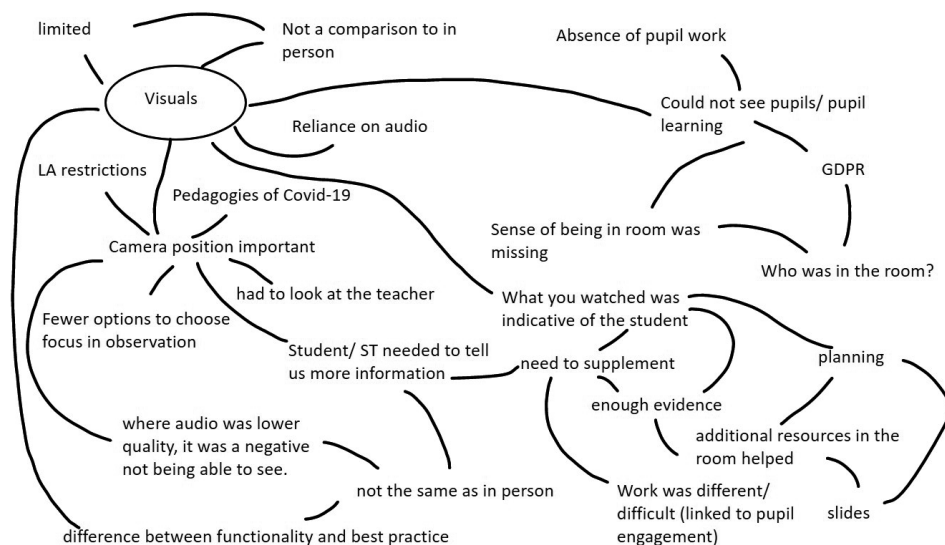 limited
Not a comparison to in
person
Absence of pupil work
Visuals
Could not see pupils/ pupil
learning
Reliance on audio
LA restrictions
GDPR
Pedagogies of Covid-19
Sense of being in room was
missing
Camera position important
Who was in the room?
had to look at the teacher
What you watched was
indicative of the student
Fewer options to choose
focus in observation
Student/ ST needed to tell
us more information
need to supplement
planning
enough evidence
where audio was lower
quality, it was a negative
not being able to see.
additional resources in the
room helped
not the same as in person
Work was different/
difficult (linked to pupil
engagement)
slides
difference between functionality and best practice